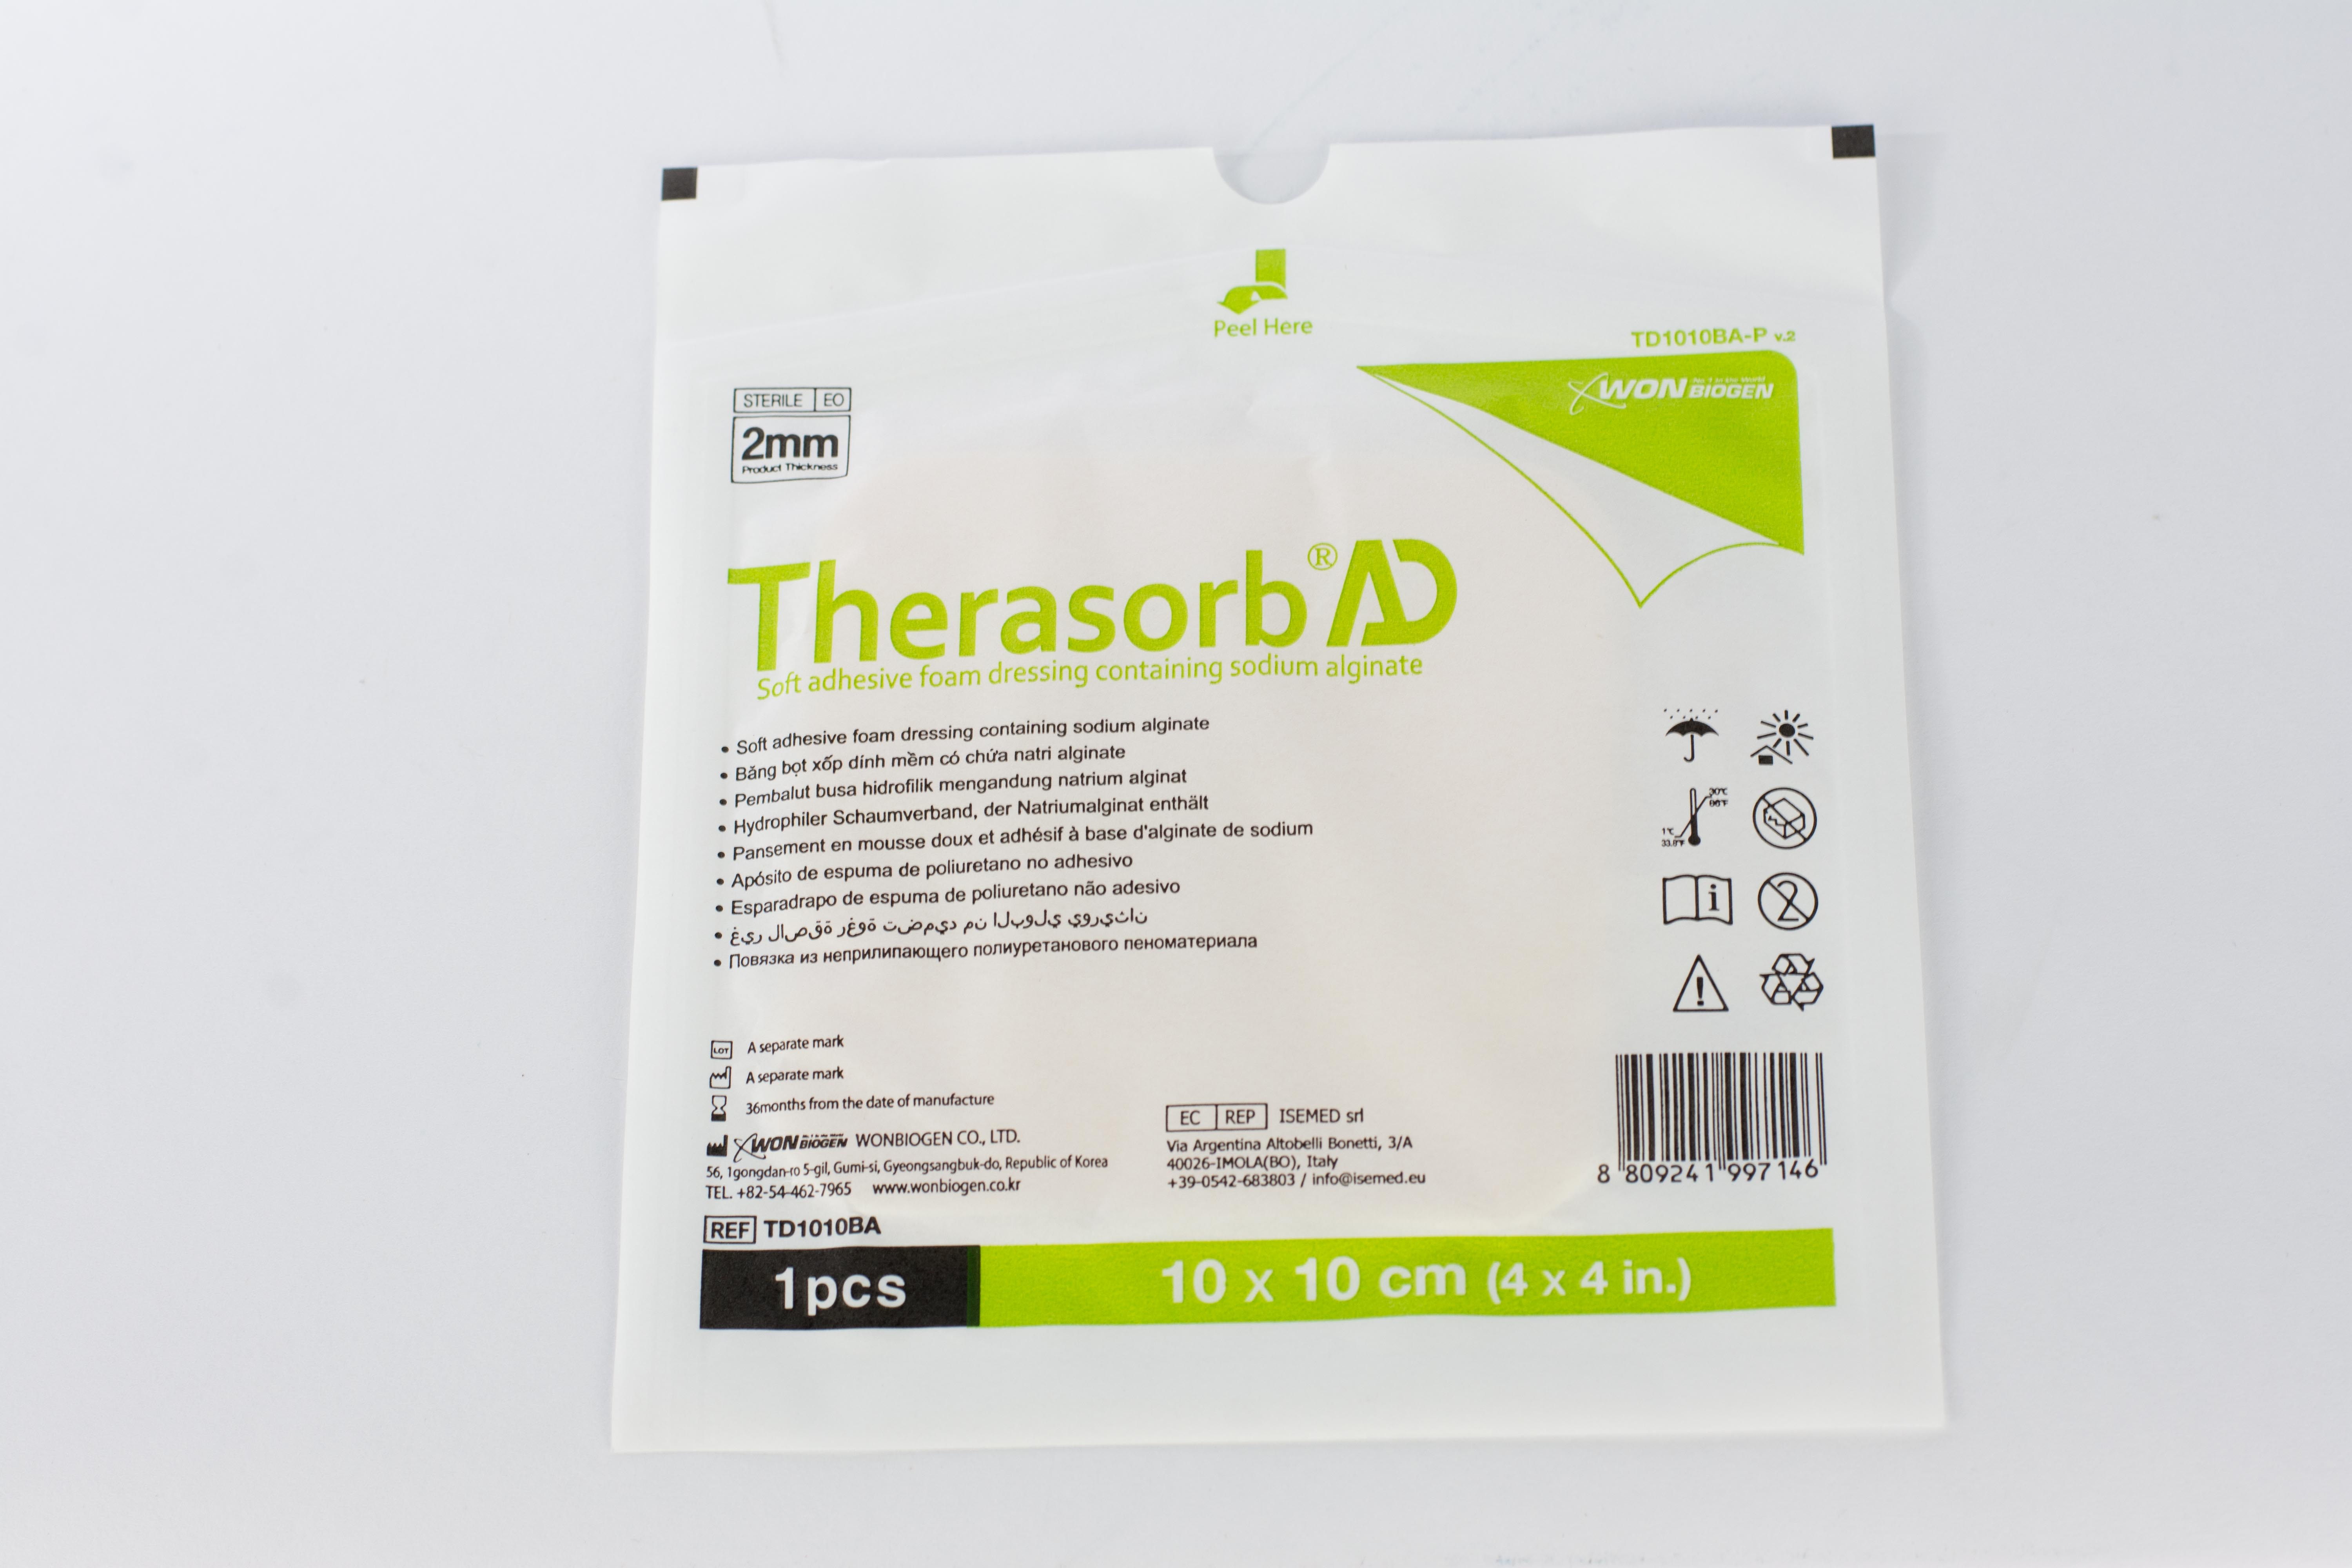 Peel Here
TD1010BA-P v.2
WON BIOGEN
STERILE EO
2mm
Product Thickness
Therasorb® AD
Soft adhesive foam dressing containing sodium alginate
• Soft adhesive foam dressing containing sodium alginate
• Băng bọt xốp dính mềm có chứa natri alginate
• Pembalut busa hidrofilik mengandung natrium alginat
• Hydrophiler Schaumverband, der Natriumalginat enthält
• Pansement en mousse doux et adhésif à base d'alginate de sodium
• Apósito de espuma de poliuretano no adhesivo
• Esparadrapo de espuma de poliuretano não adesivo
• Повязка из неприлипающего полиуретанового пеноматериала
1℃
33.8℉
30℃
86℉
i
2
!
LOT A separate mark
A separate mark
36months from the date of manufacture
WON BIOGEN WONBIOGEN CO., LTD.
56, 1gongdan-ro 5-gil, Gumi-si, Gyeongsangbuk-do, Republic of Korea
TEL. +82-54-462-7965 www.wonbiogen.co.kr
EC REP ISEMED srl
Via Argentina Altobelli Bonetti, 3/A
40026-IMOLA(BO), Italy
+39-0542-683803 / info@isemed.eu
8 809241 997146
REF TD1010BA
1pcs
10 x 10 cm (4 x 4 in.)